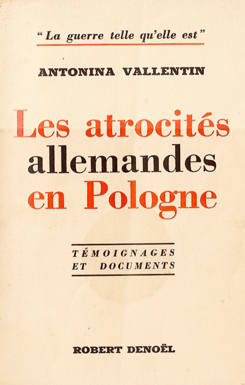 "La guerre telle qu'elle est"
ANTONINA VALLENTIN
Les atrocités
allemandes
en Pologne
TÉMOIGNAGES
ET DOCUMENTS
ROBERT DENOËL